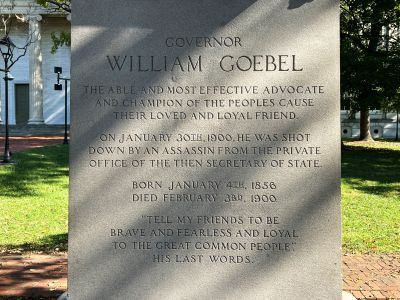 GOVERNOR
WILLIAM GOEBEL
THE ABLE AND MOST EFFECTIVE ADVOCATE
AND CHAMPION OF THE PEOPLES CAUSE
THEIR LOVED AND LOYAL FRIEND.
ON JANUARY 30TH, 1900, HE WAS SHOT
DOWN BY AN ASSASSIN FROM THE PRIVATE
OFFICE OF THE THEN SECRETARY OF STATE.
BORN JANUARY 4TH, 1856
DIED FEBRUARY 3RD, 1900
"TELL MY FRIENDS TO BE
BRAVE AND FEARLESS AND LOYAL
TO THE GREAT COMMON PEOPLE"
HIS LAST WORDS.